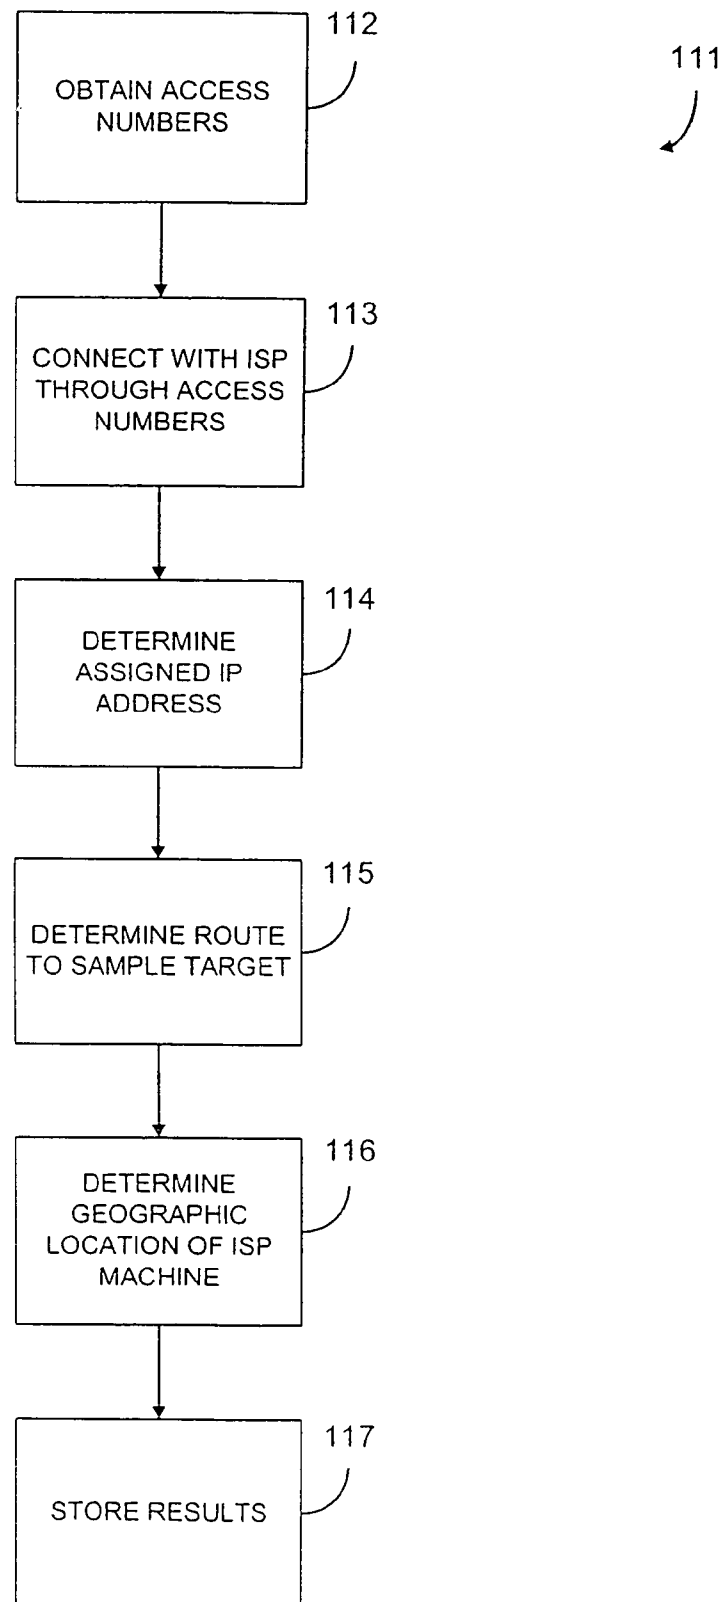 112
111
OBTAIN ACCESS
NUMBERS
113
CONNECT WITH ISP
THROUGH ACCESS
NUMBERS
114
DETERMINE
ASSIGNED IP
ADDRESS
115
DETERMINE ROUTE
TO SAMPLE TARGET
116
DETERMINE
GEOGRAPHIC
LOCATION OF ISP
MACHINE
117
STORE RESULTS